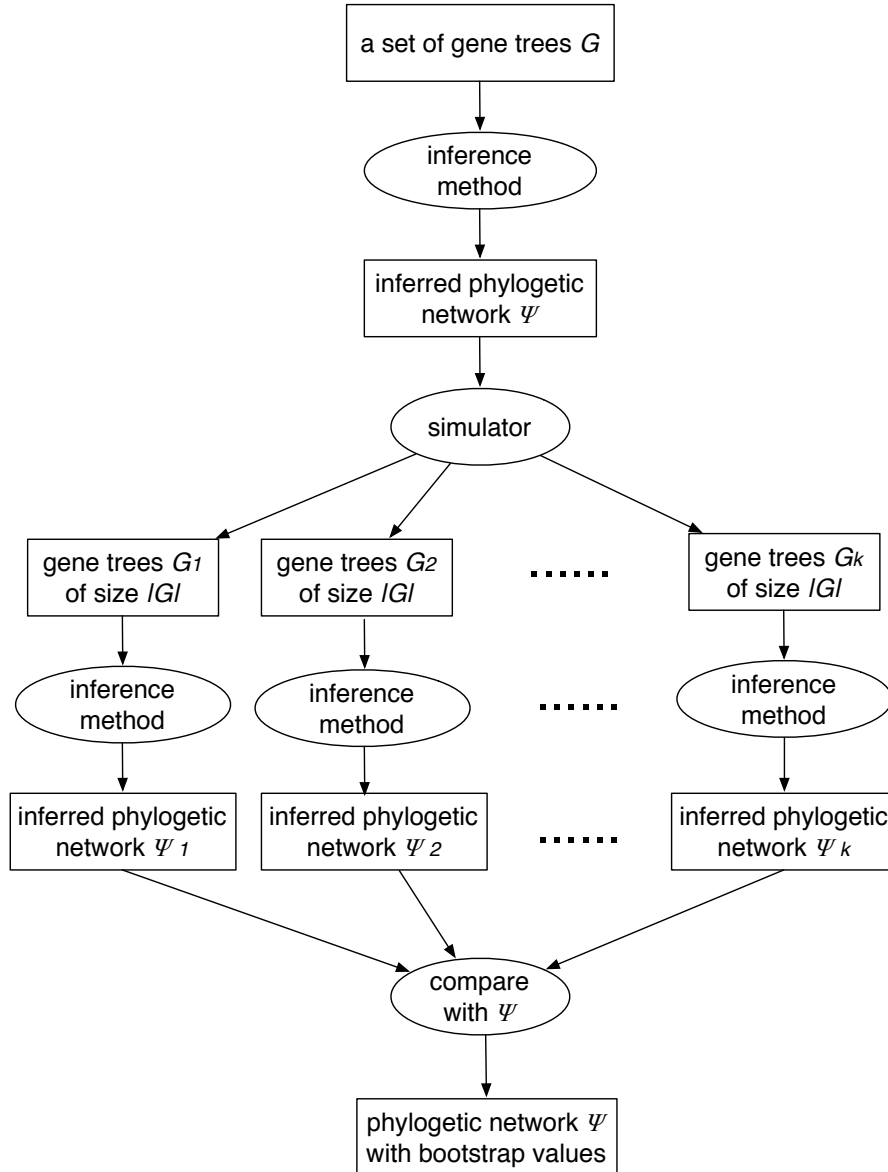 a set of gene trees G
inference
method
inferred phylogetic
network Ψ
simulator
gene trees G1
of size |G|
gene trees G2
of size |G|
gene trees Gk
of size |G|
inference
method
inference
method
inference
method
inferred phylogetic
network Ψ 1
inferred phylogetic
network Ψ 2
inferred phylogetic
network Ψ k
compare
with Ψ
phylogetic network Ψ
with bootstrap values